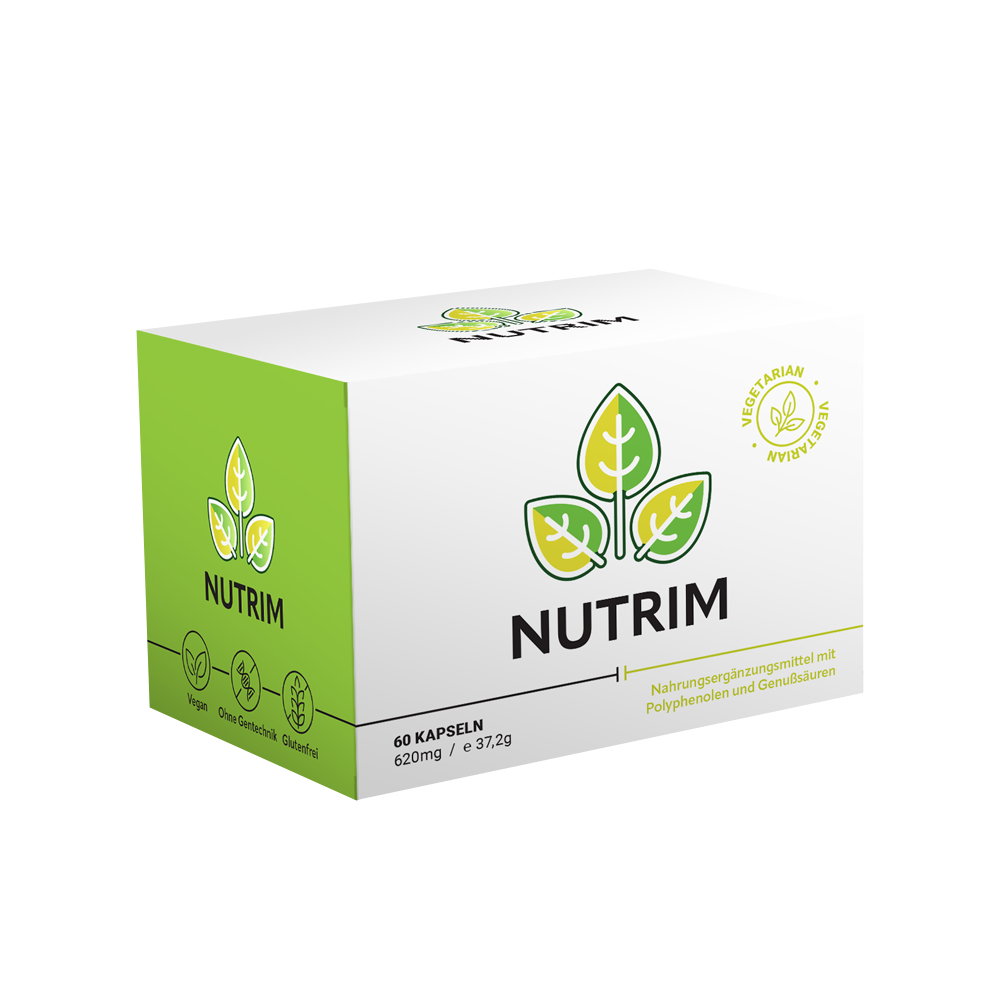 NUTRIM
VEGETARIAN • VEGETARIAN •
NUTRIM
NUTRIM
Vegan
Ohne Gentechnik
Glutenfrei
60 KAPSELN
620mg / ℮ 37,2g
Nahrungsergänzungsmittel mit
Polyphenolen und Genußsäuren